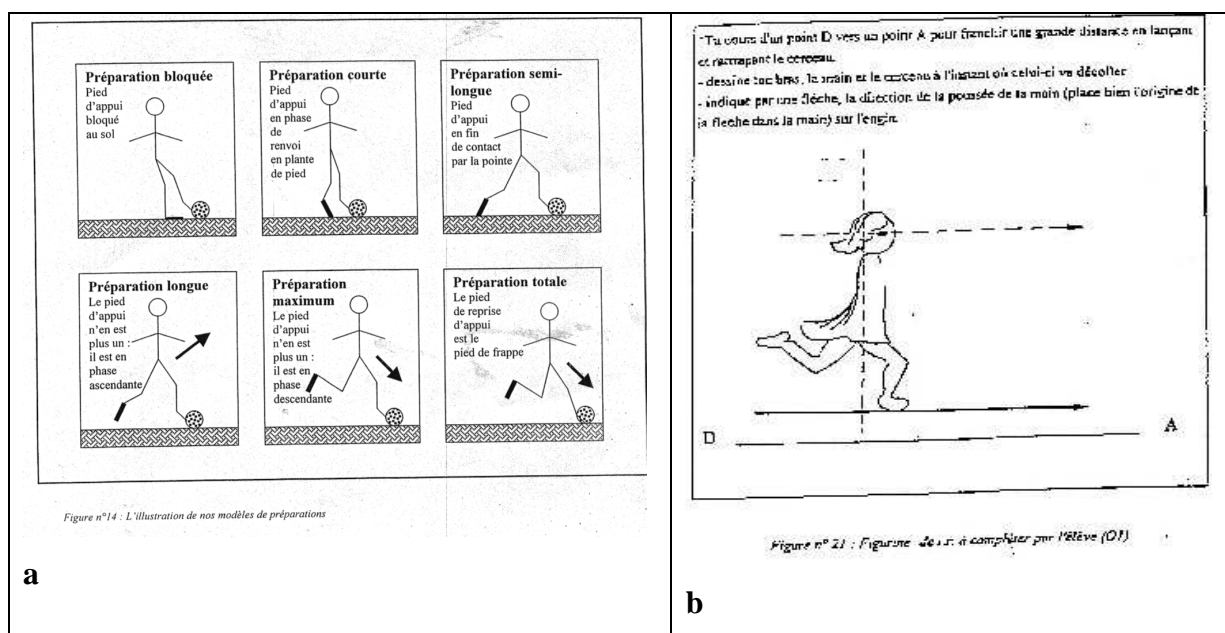 Préparation bloquée
Pied
d'appui
bloqué
au sol
Préparation courte
Pied
d'appui
en phase
de
renvoi
en plante
de pied
Préparation semi-
longue
Pied
d'appui
en fin
de contact
par la pointe
Préparation longue
Le pied
d'appui
n'en est
plus un :
il est en
phase
ascendante
Préparation
maximum
Le pied
d'appui
n'en est
plus un :
il est en
phase
descendante
Préparation totale
Le pied
de reprise
d'appui
est le
pied de frappe
Figure n°14 : L'illustration de nos modèles de préparations
a
"Tu cours d'un point D vers un point A pour franchir une grande distance en lançant
et rattrapant le cerceau.
- dessine ton bras, la main et le cerceau à l'instant où celui-ci va décoller
- indique par une flèche, la direction de la poussée de la main (place bien l'origine de
la flèche dans la main) sur l'engin.
D
A
Figure n° 21 : Figurine à compléter par l'élève (O1)
b